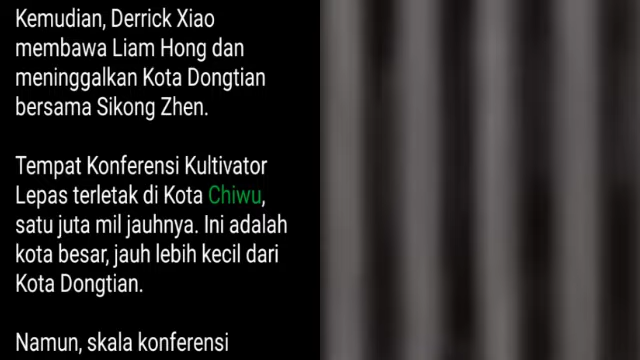 Kemudian, Derrick Xiao
membawa Liam Hong dan
meninggalkan Kota Dongtian
bersama Sikong Zhen.
Tempat Konferensi Kultivator
Lepas terletak di Kota Chiwu,
satu juta mil jauhnya. Ini adalah
kota besar, jauh lebih kecil dari
Kota Dongtian.
Namun, skala konferensi